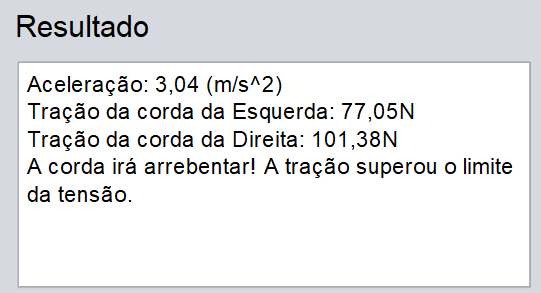 Resultado
Aceleração: 3,04 (m/s^2)
Tração da corda da Esquerda: 77,05N
Tração da corda da Direita: 101,38N
A corda irá arrebentar! A tração superou o limite
da tensão.